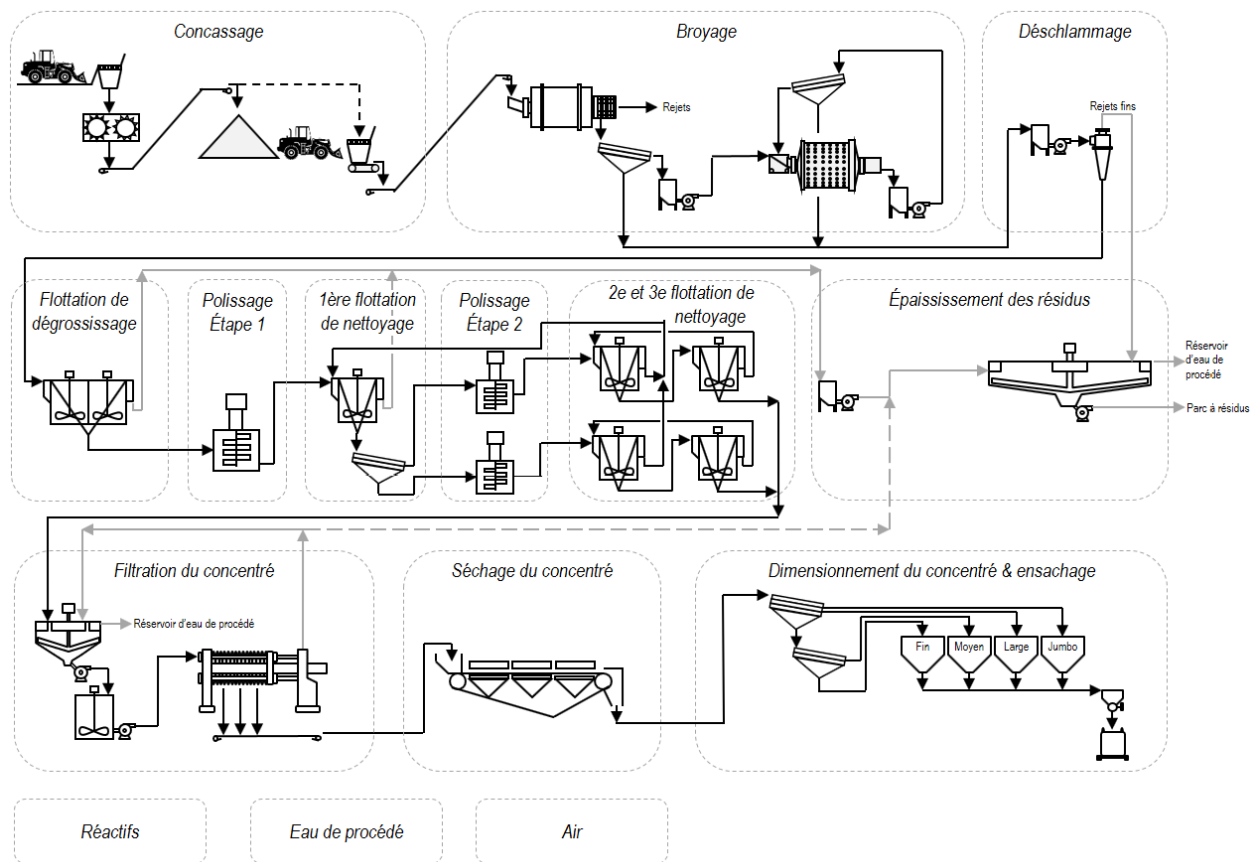 Concassage
Broyage
Déschlammage
Rejets
Rejets fins
Flottation de
dégrossissage
Polissage
Étape 1
1ère flottation
de nettoyage
Polissage
Étape 2
2e et 3e flottation de
nettoyage
Épaississement des résidus
Réservoir
d'eau de
procédé
Parc à résidus
Filtration du concentré
Réservoir d'eau de procédé
Séchage du concentré
Dimensionnement du concentré & ensachage
Fin
Moyen
Large
Jumbo
Réactifs
Eau de procédé
Air